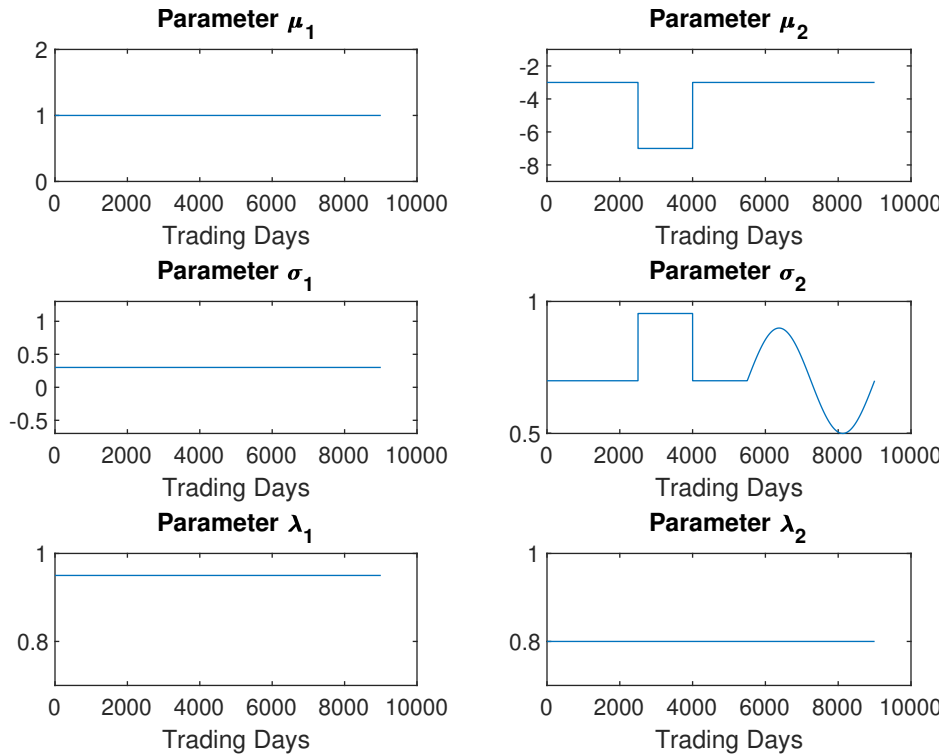 Parameter μ1
2
1
0
0 2000 4000 6000 8000 10000
Trading Days
Parameter μ2
-2
-4
-6
-8
0 2000 4000 6000 8000 10000
Trading Days
Parameter σ1
1
0.5
0
-0.5
0 2000 4000 6000 8000 10000
Trading Days
Parameter σ2
1
0.5
0 2000 4000 6000 8000 10000
Trading Days
Parameter λ1
1
0.8
0 2000 4000 6000 8000 10000
Trading Days
Parameter λ2
1
0.8
0 2000 4000 6000 8000 10000
Trading Days